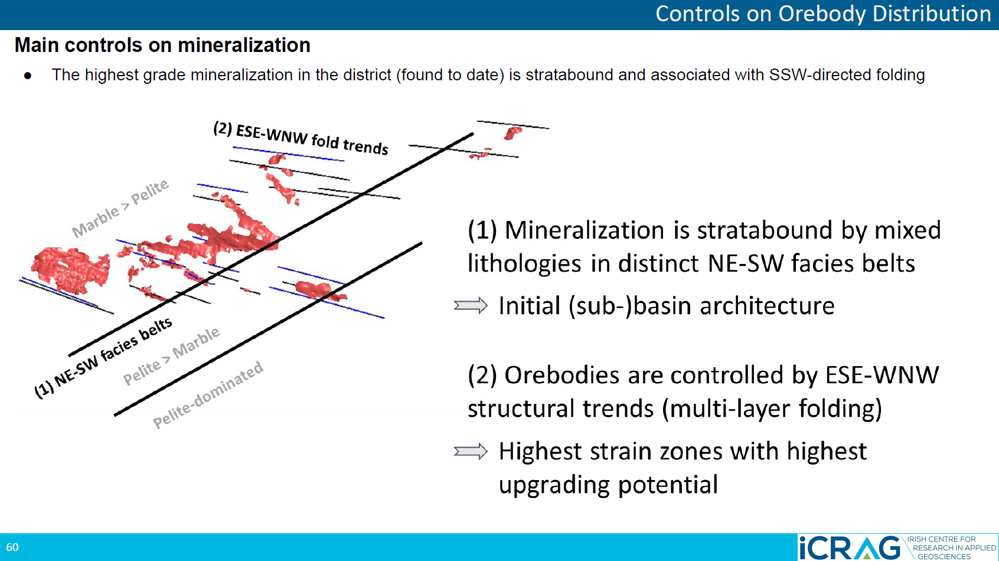 Controls on Orebody Distribution
Main controls on mineralization
● The highest grade mineralization in the district (found to date) is stratabound and associated with SSW-directed folding
(2) ESE-WNW fold trends
Marble > Pelite
(1) NE-SW facies belts
Pelite > Marble
Pelite-dominated
(1) Mineralization is stratabound by mixed
lithologies in distinct NE-SW facies belts
Initial (sub-)basin architecture
(2) Orebodies are controlled by ESE-WNW
structural trends (multi-layer folding)
Highest strain zones with highest
upgrading potential
60
iCRAG
IRISH CENTRE FOR
RESEARCH IN APPLIED
GEOSCIENCES